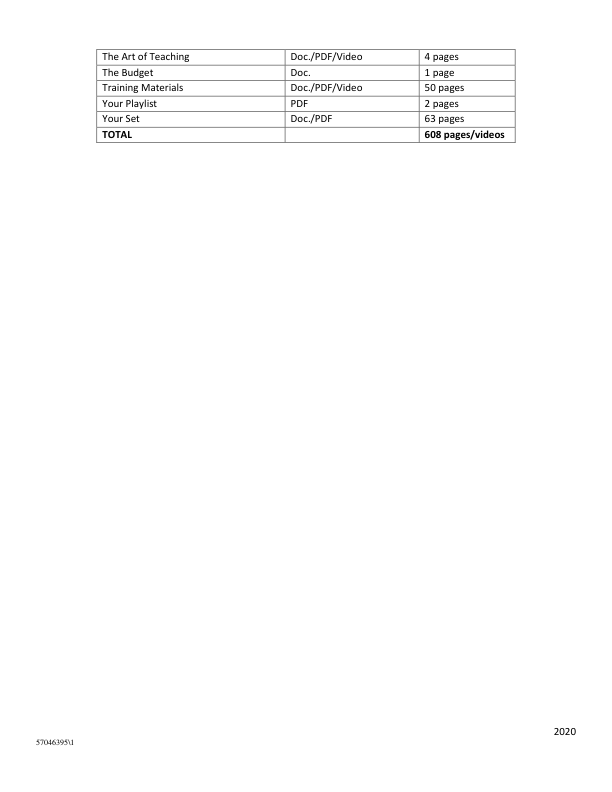 The Art of Teaching Doc./PDF/Video 4 pages
The Budget Doc. 1 page
Training Materials Doc./PDF/Video 50 pages
Your Playlist PDF 2 pages
Your Set Doc./PDF 63 pages
TOTAL 608 pages/videos
2020
57046395\1